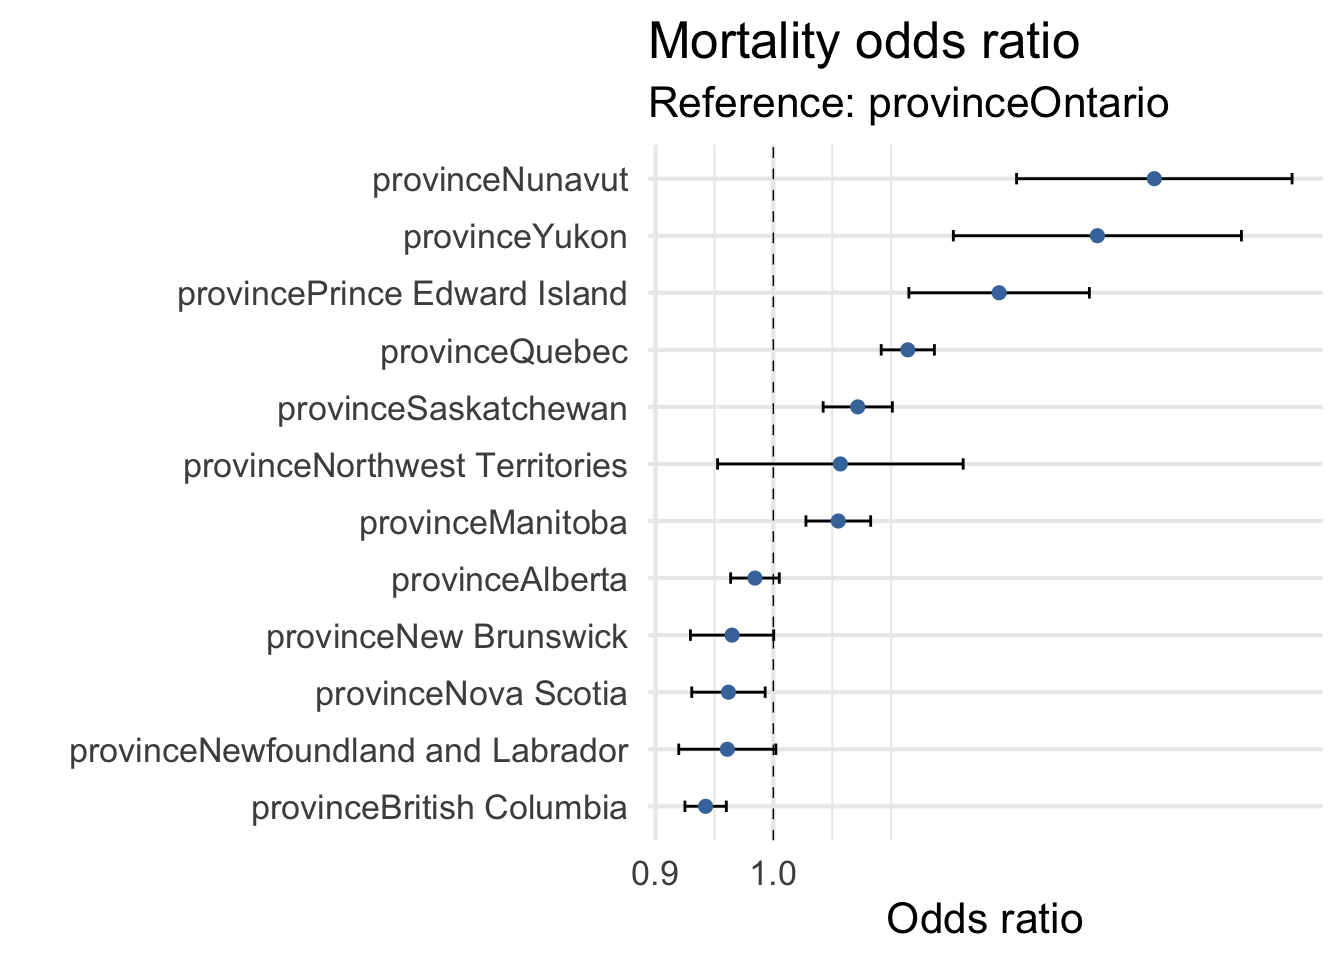 Mortality odds ratio
Reference: provinceOntario
provinceNunavut
provinceYukon
provincePrince Edward Island
provinceQuebec
provinceSaskatchewan
provinceNorthwest Territories
provinceManitoba
provinceAlberta
provinceNew Brunswick
provinceNova Scotia
provinceNewfoundland and Labrador
provinceBritish Columbia
0.9 1.0
Odds ratio